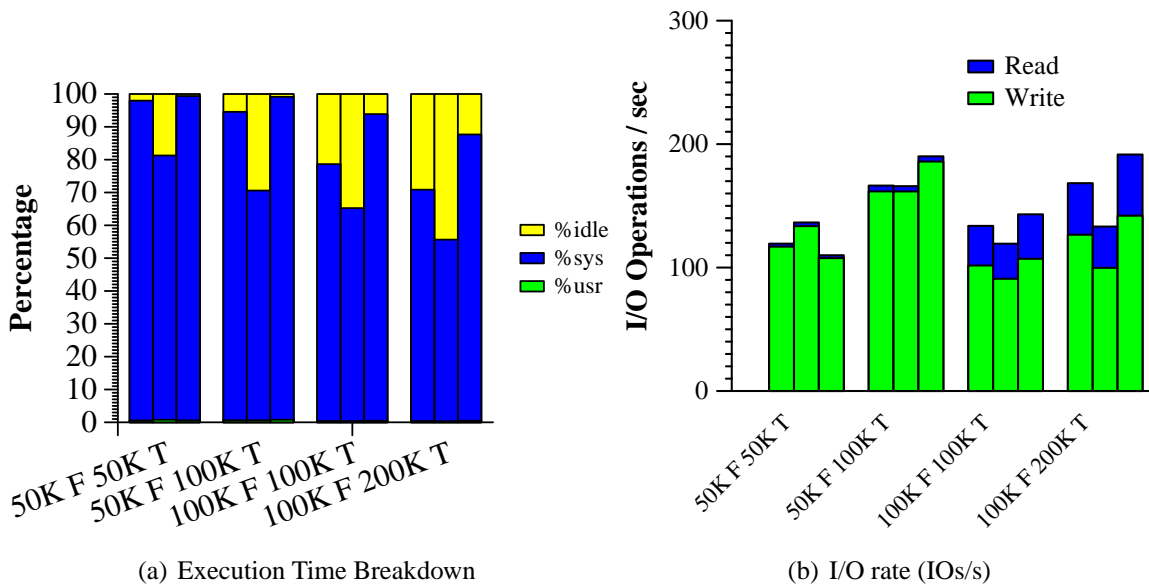 100
90
80
70
60
50
40
30
20
10
0
Percentage
%idle
%sys
%usr
50K F 50K T
50K F 100K T
100K F 100K T
100K F 200K T
(a) Execution Time Breakdown
300
200
100
0
I/O Operations / sec
Read
Write
50K F 50K T
50K F 100K T
100K F 100K T
100K F 200K T
(b) I/O rate (IOs/s)